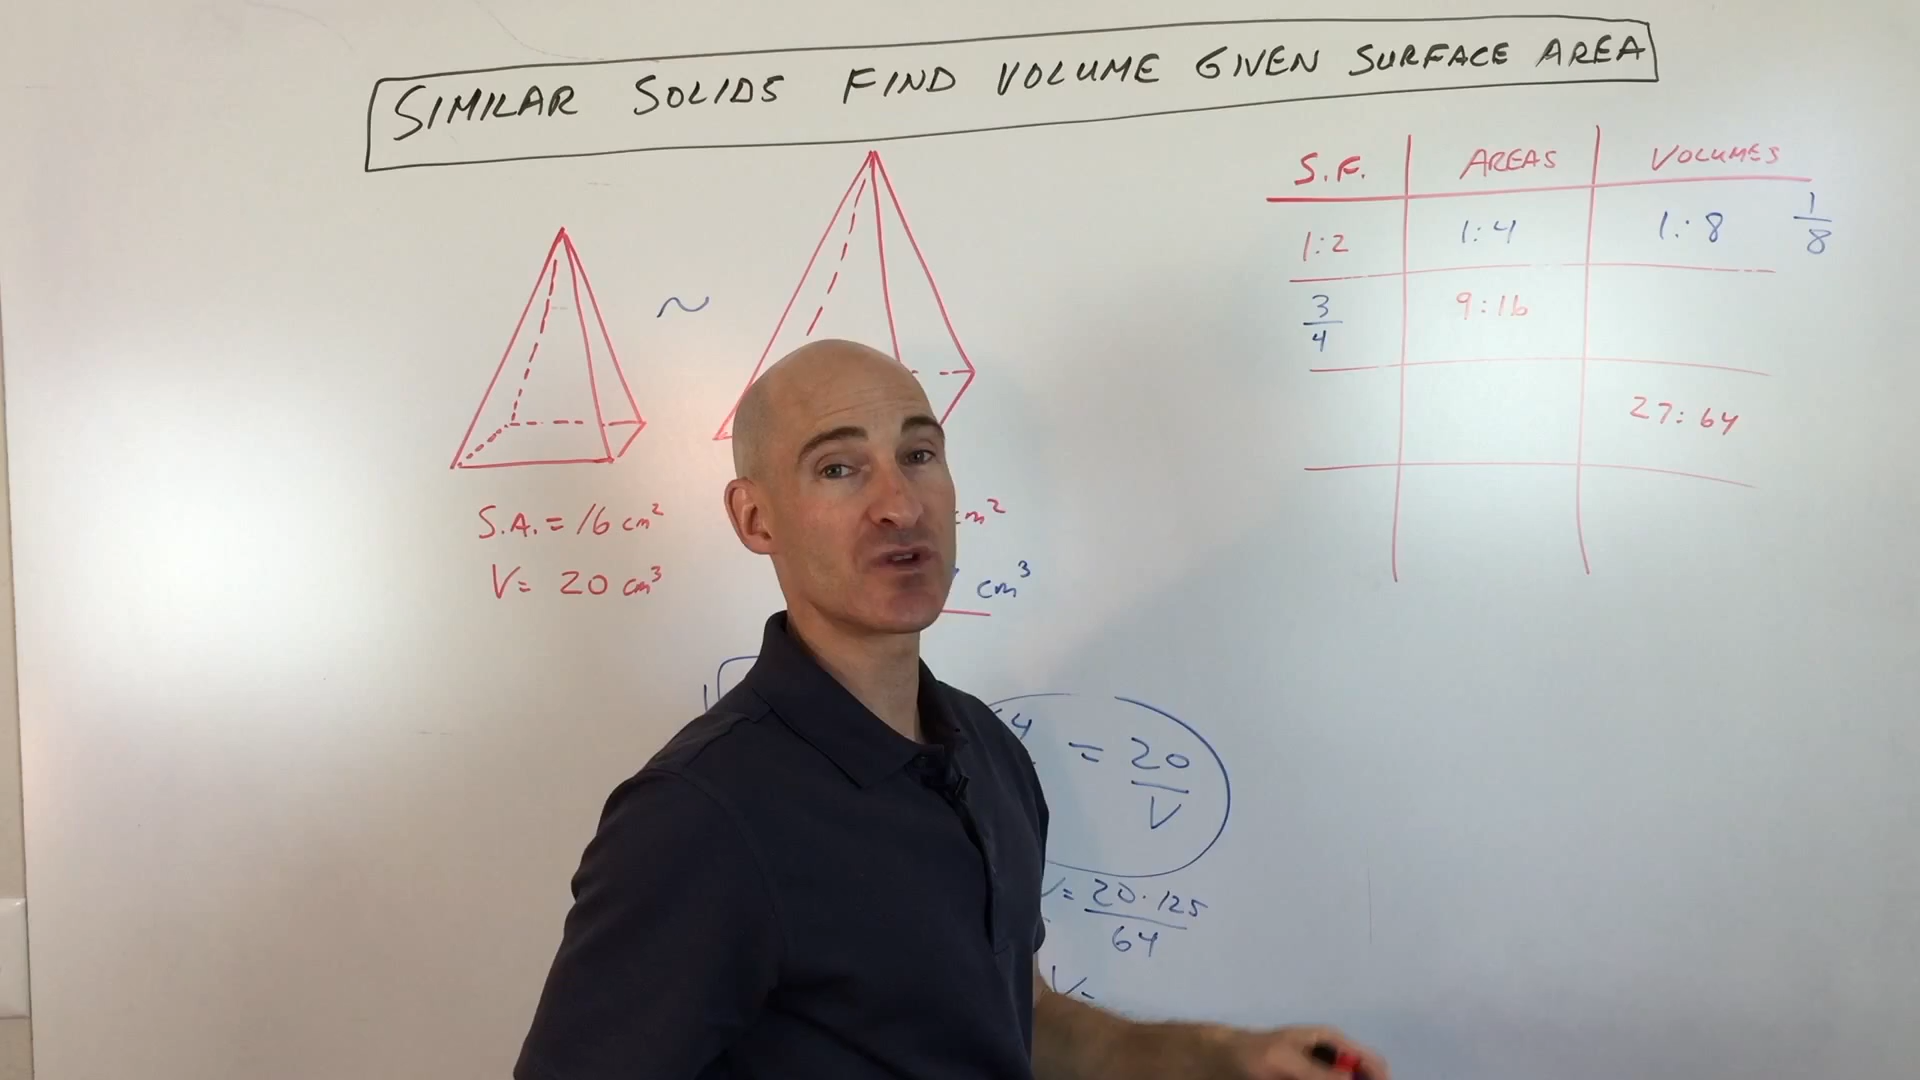 SIMILAR SOLIDS FIND VOLUME GIVEN SURFACE AREA
S.F. AREAS VOLUMES
1:2 1:4 1:8 1/8
3/4 9:16
27:64
~
S.A. = 16 cm²
V= 20 cm³
cm²
cm³
= 20/V
V= 20·125/64
V=